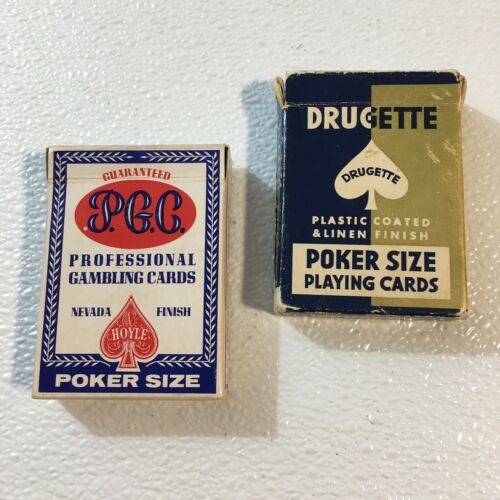 GUARANTEED
P.G.C.
PROFESSIONAL
GAMBLING CARDS
NEVADA FINISH
HOYLE
POKER SIZE
DRUGETTE
DRUGETTE
PLASTIC COATED
& LINEN FINISH
POKER SIZE
PLAYING CARDS